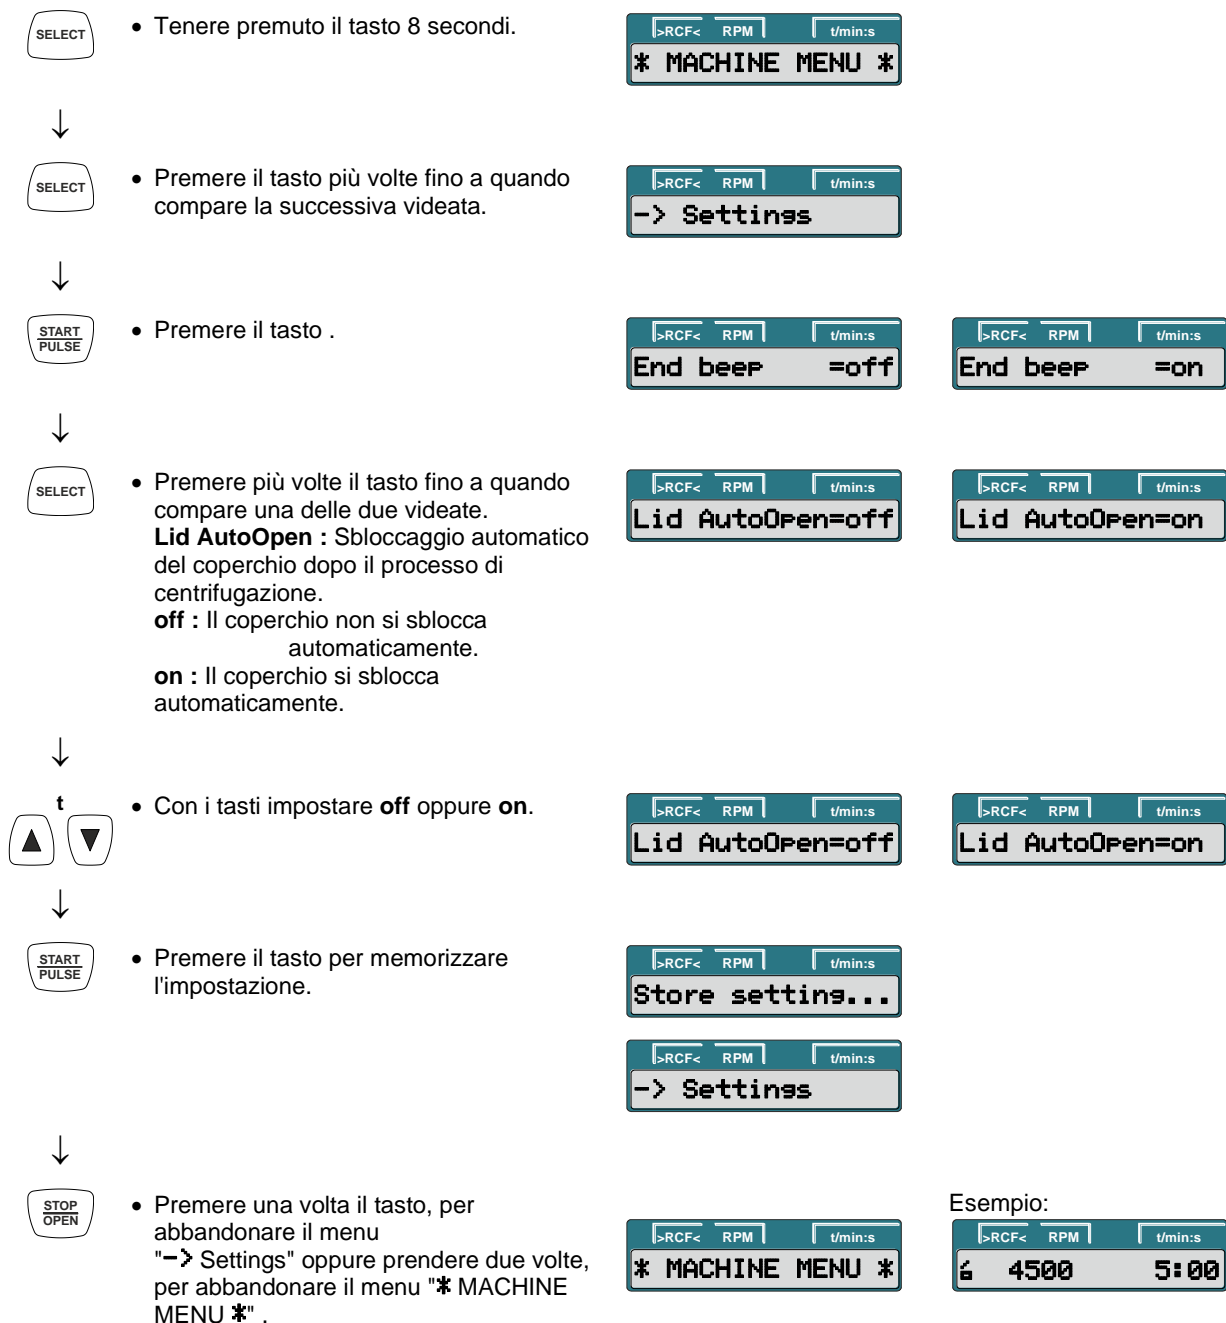 SELECT
• Tenere premuto il tasto 8 secondi.
>RCF< RPM t/min:s
* MACHINE MENU *
↓
SELECT
• Premere il tasto più volte fino a quando
compare la successiva videata.
>RCF< RPM t/min:s
-> Settings
↓
START
PULSE
• Premere il tasto .
>RCF< RPM t/min:s
End beep =off
>RCF< RPM t/min:s
End beep =on
↓
SELECT
• Premere più volte il tasto fino a quando
compare una delle due videate.
Lid AutoOpen : Sbloccaggio automatico
del coperchio dopo il processo di
centrifugazione.
off : Il coperchio non si sblocca
automaticamente.
on : Il coperchio si sblocca
automaticamente.
>RCF< RPM t/min:s
Lid AutoOpen=off
>RCF< RPM t/min:s
Lid AutoOpen=on
↓
t
▲ ▼
• Con i tasti impostare off oppure on.
>RCF< RPM t/min:s
Lid AutoOpen=off
>RCF< RPM t/min:s
Lid AutoOpen=on
↓
START
PULSE
• Premere il tasto per memorizzare
l'impostazione.
>RCF< RPM t/min:s
Store setting...
>RCF< RPM t/min:s
-> Settings
↓
STOP
OPEN
• Premere una volta il tasto, per
abbandonare il menu
"-> Settings" oppure prendere due volte,
per abbandonare il menu "* MACHINE
MENU *" .
>RCF< RPM t/min:s
* MACHINE MENU *
Esempio:
>RCF< RPM t/min:s
4500 5:00